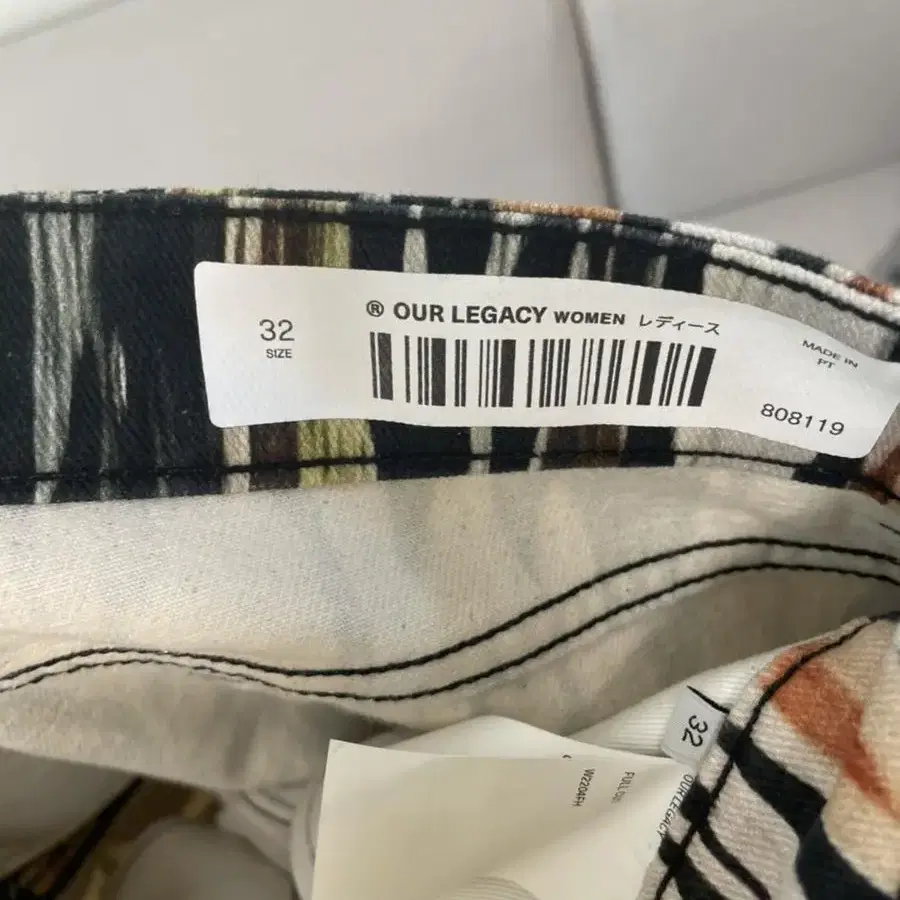 32
SIZE
® OUR LEGACY WOMEN レディース
MADE IN
PT
808119
32
OUR LEGACY
FULL
W2204FH